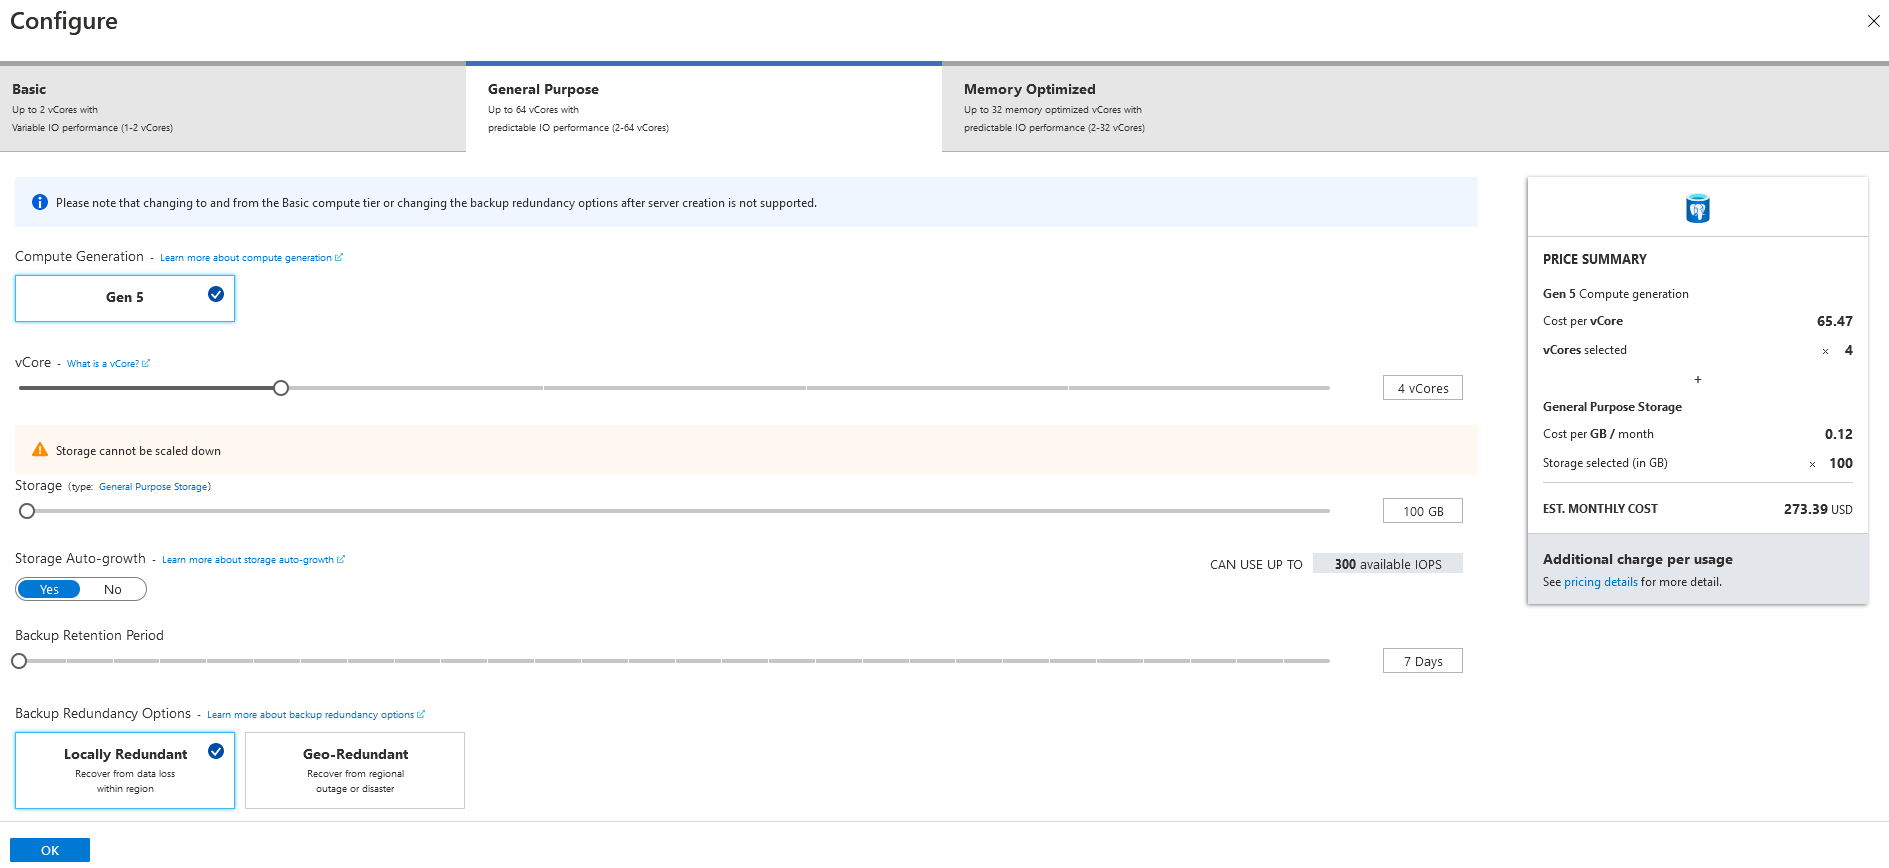 Configure
Basic
Up to 2 vCores with
Variable IO performance (1-2 vCores)
General Purpose
Up to 64 vCores with
predictable IO performance (2-64 vCores)
Memory Optimized
Up to 32 memory optimized vCores with
predictable IO performance (2-32 vCores)
Please note that changing to and from the Basic compute tier or changing the backup redundancy options after server creation is not supported.
Compute Generation - Learn more about compute generation
Gen 5
vCore - What is a vCore?
4 vCores
Storage cannot be scaled down
Storage (type: General Purpose Storage)
100 GB
Storage Auto-growth - Learn more about storage auto-growth
CAN USE UP TO 300 available IOPS
Yes No
Backup Retention Period
7 Days
Backup Redundancy Options - Learn more about backup redundancy options
Locally Redundant
Recover from data loss
within region
Geo-Redundant
Recover from regional
outage or disaster
OK
PRICE SUMMARY
Gen 5 Compute generation
Cost per vCore 65.47
vCores selected × 4
+
General Purpose Storage
Cost per GB / month 0.12
Storage selected (in GB) × 100
EST. MONTHLY COST 273.39 USD
Additional charge per usage
See pricing details for more detail.